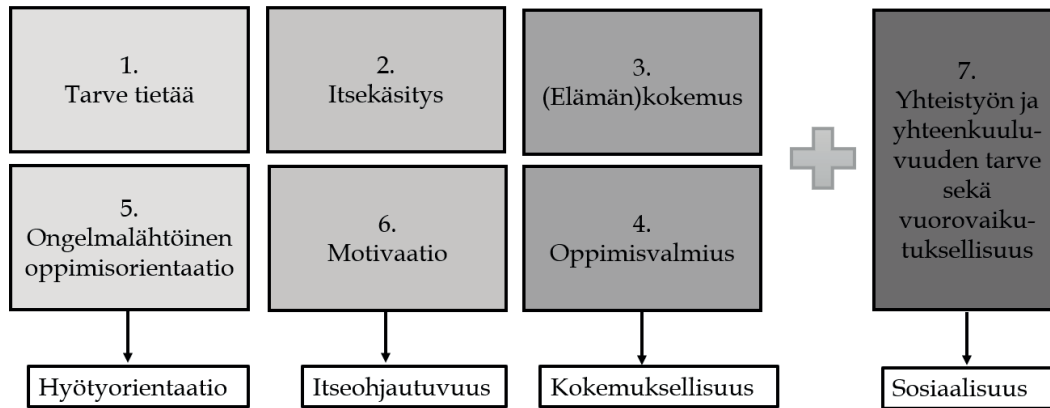 1.
Tarve tietää
2.
Itsekäsitys
3.
(Elämän)kokemus
5.
Ongelmalähtöinen
oppimisorientaatio
6.
Motivaatio
4.
Oppimisvalmius
7.
Yhteistyön ja
yhteenkuulu-
vuuden tarve
sekä
vuorovaiku-
tuksellisuus
Hyötyorientaatio
Itseohjautuvuus
Kokemuksellisuus
Sosiaalisuus